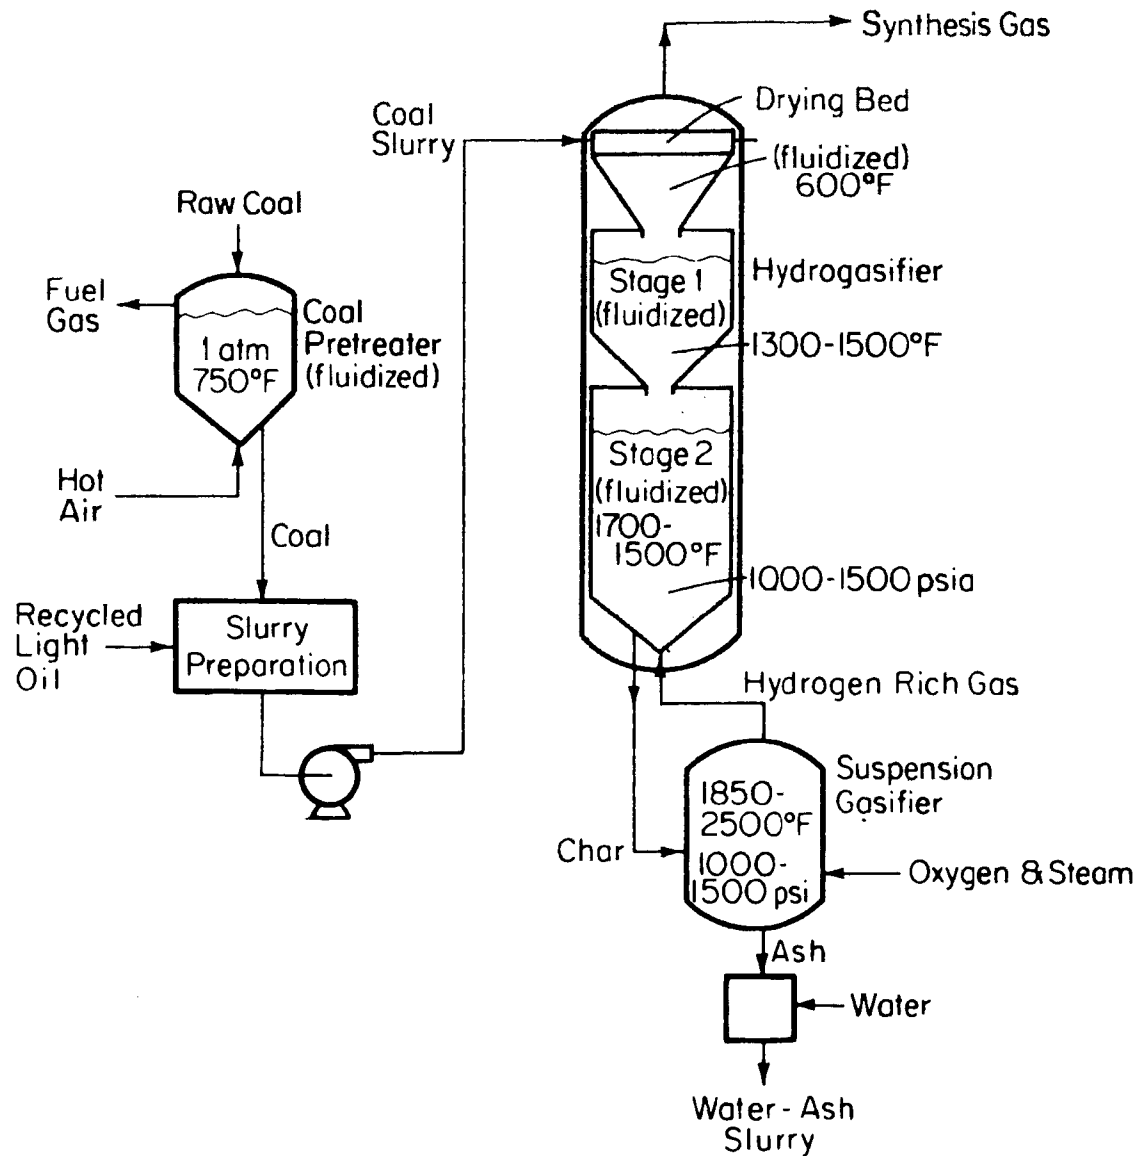 Synthesis Gas
Drying Bed
(fluidized)
600°F
Coal
Slurry
Raw Coal
Fuel
Gas
Coal
Pretreater
(fluidized)
1 atm
750°F
Hot
Air
Coal
Recycled
Light
Oil
Slurry
Preparation
Stage 1
(fluidized)
Hydrogasifier
1300-1500°F
Stage 2
(fluidized)
1700-
1500°F
1000-1500 psia
Hydrogen Rich Gas
Suspension
Gasifier
1850-
2500°F
1000-
1500 psi
Char
Oxygen & Steam
Ash
Water
Water - Ash
Slurry